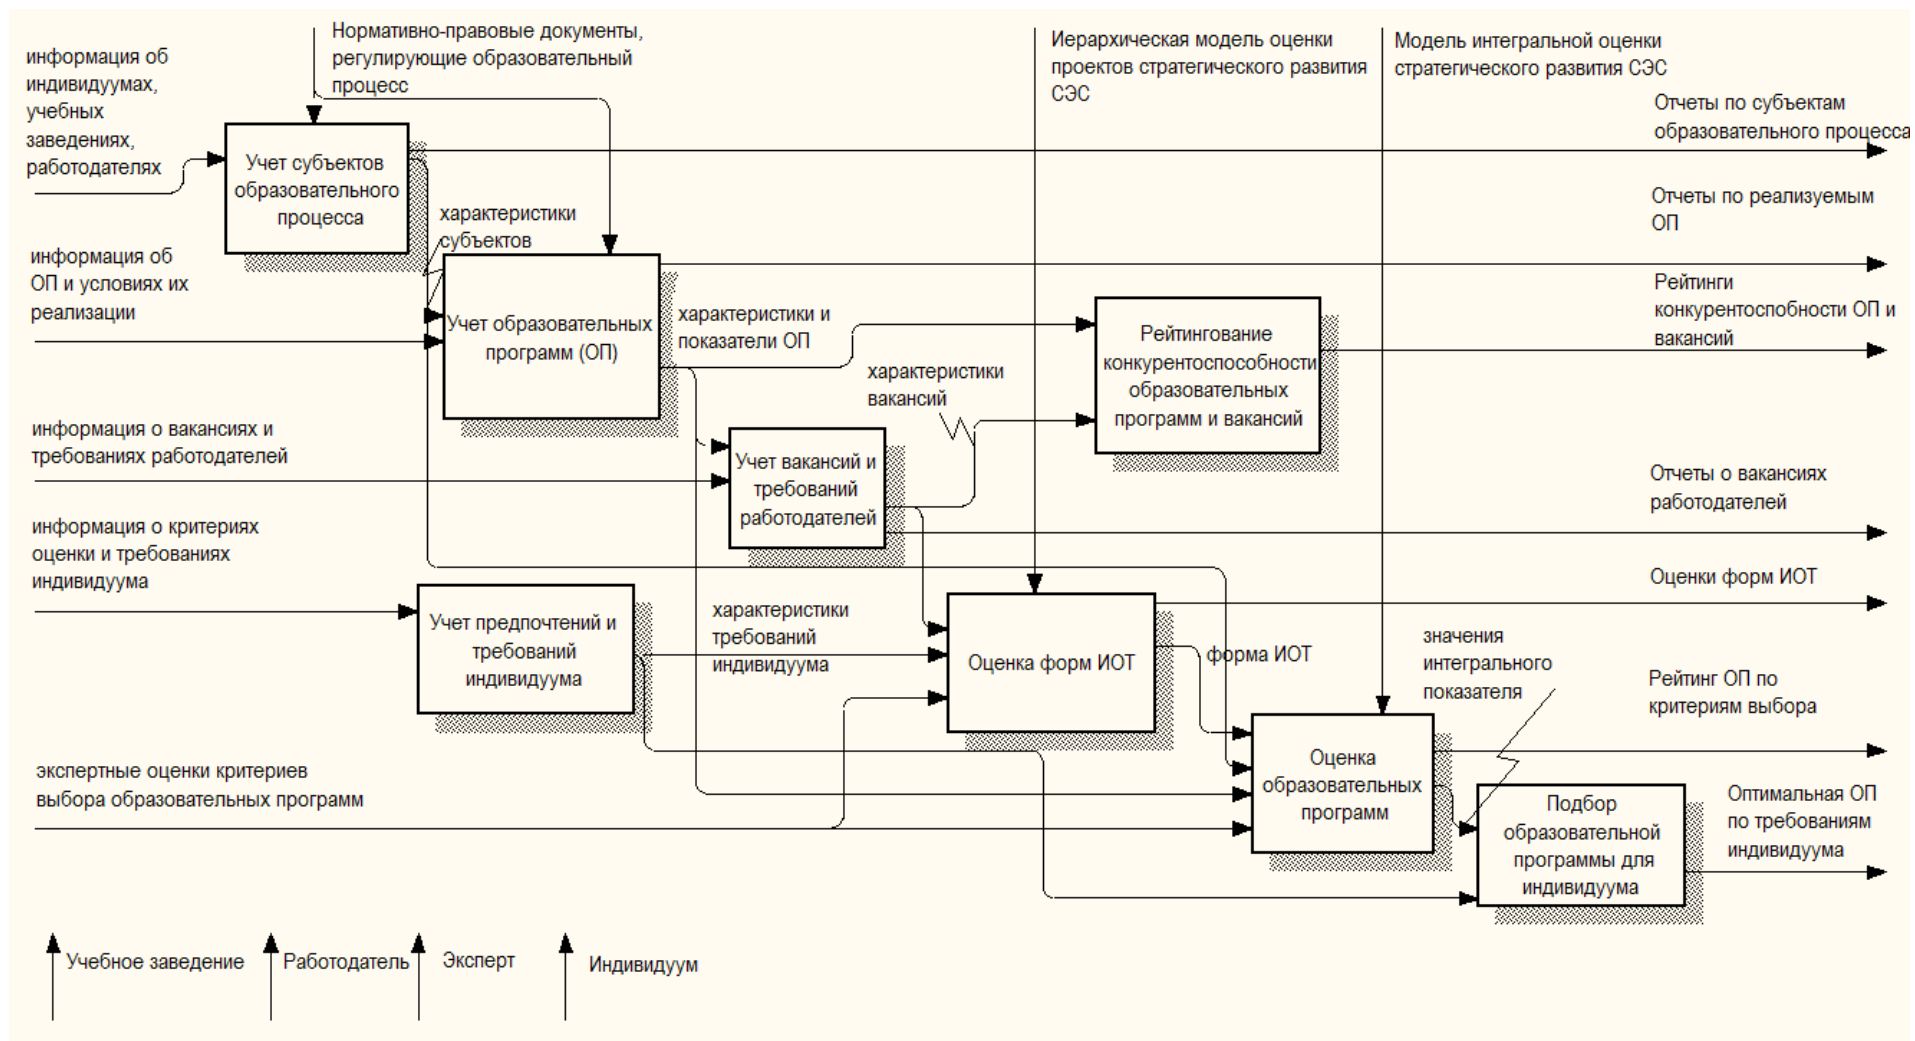 Нормативно-правовые документы,
регулирующие образовательный
процесс
Иерархическая модель оценки
проектов стратегического развития
СЭС
Модель интегральной оценки
стратегического развития СЭС
информация об
индивидуумах,
учебных
заведениях,
работодателях
Отчеты по субъектам
образовательного процесса
Учет субъектов
образовательного
процесса
Отчеты по реализуемым
ОП
характеристики
субъектов
информация об
ОП и условиях их
реализации
Рейтинги
конкурентоспобности ОП и
вакансий
Учет образовательных
программ (ОП)
характеристики и
показатели ОП
Рейтингование
конкурентоспособности
образовательных
программ и вакансий
характеристики
вакансий
информация о вакансиях и
требованиях работодателей
Учет вакансий и
требований
работодателей
Отчеты о вакансиях
работодателей
информация о критериях
оценки и требованиях
индивидуума
Оценки форм ИОТ
Учет предпочтений и
требований
индивидуума
характеристики
требований
индивидуума
Оценка форм ИОТ
форма ИОТ
значения
интегрального
показателя
Рейтинг ОП по
критериям выбора
экспертные оценки критериев
выбора образовательных программ
Оценка
образовательных
программ
Подбор
образовательной
программы для
индивидуума
Оптимальная ОП
по требованиям
индивидуума
Учебное заведение
Работодатель
Эксперт
Индивидуум